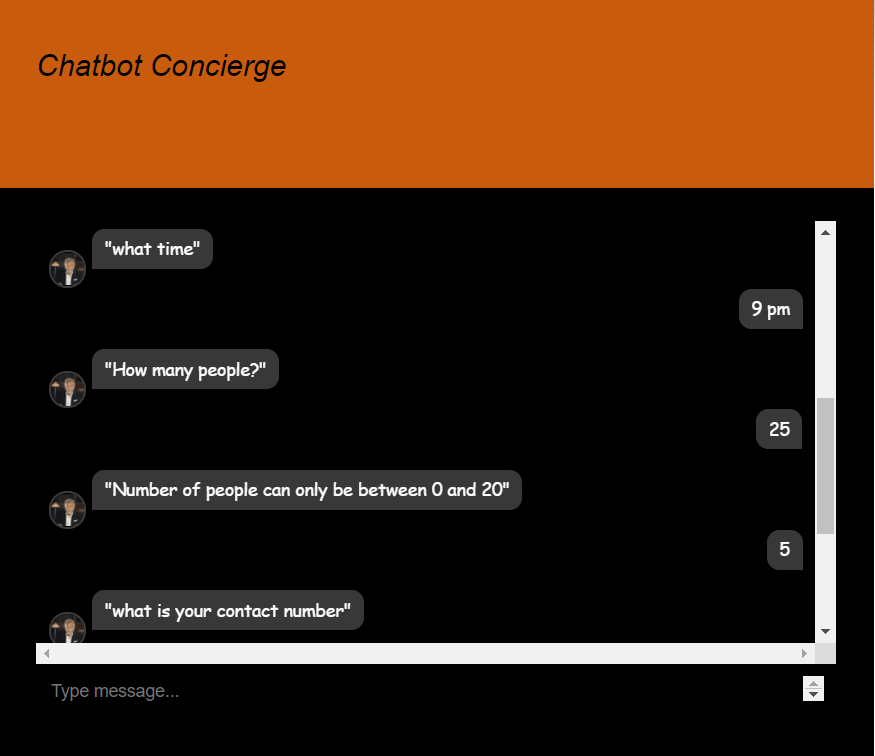 Chatbot Concierge
"what time"
9 pm
"How many people?"
25
"Number of people can only be between 0 and 20"
5
"what is your contact number"
Type message...